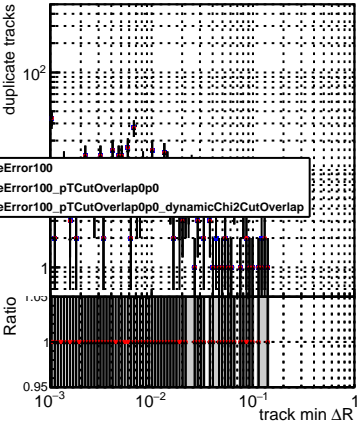 duplicate tracks
10²
eError100
eError100_pTCutOverlap0p0
eError100_pTCutOverlap0p0_dynamicChi2CutOverlap
1
Ratio
1.05
1
0.95
10⁻³
10⁻²
10⁻¹
1
track min ΔR